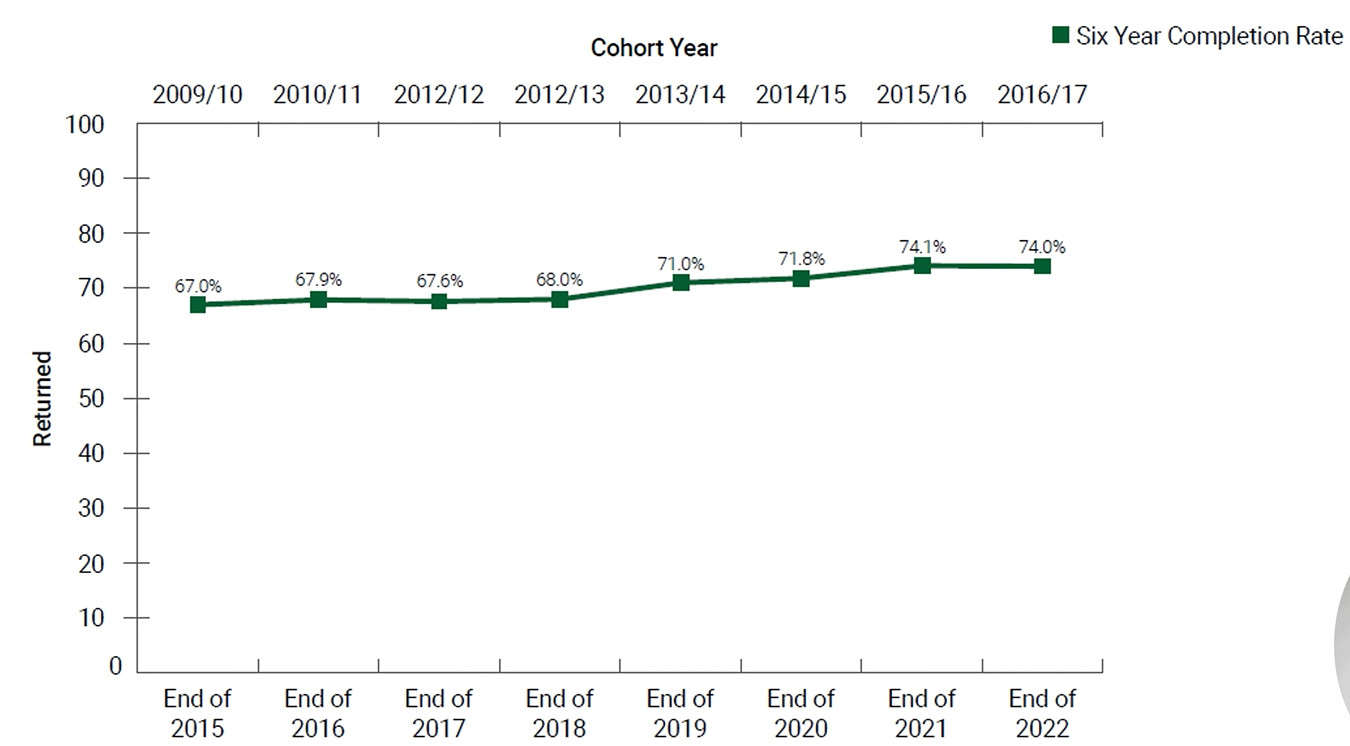 Six Year Completion Rate
Cohort Year
2009/10 2010/11 2012/12 2012/13 2013/14 2014/15 2015/16 2016/17
100
90
80
70
60
50
40
30
20
10
0
Returned
67.0% 67.9% 67.6% 68.0% 71.0% 71.8% 74.1% 74.0%
End of End of End of End of End of End of End of End of
2015 2016 2017 2018 2019 2020 2021 2022